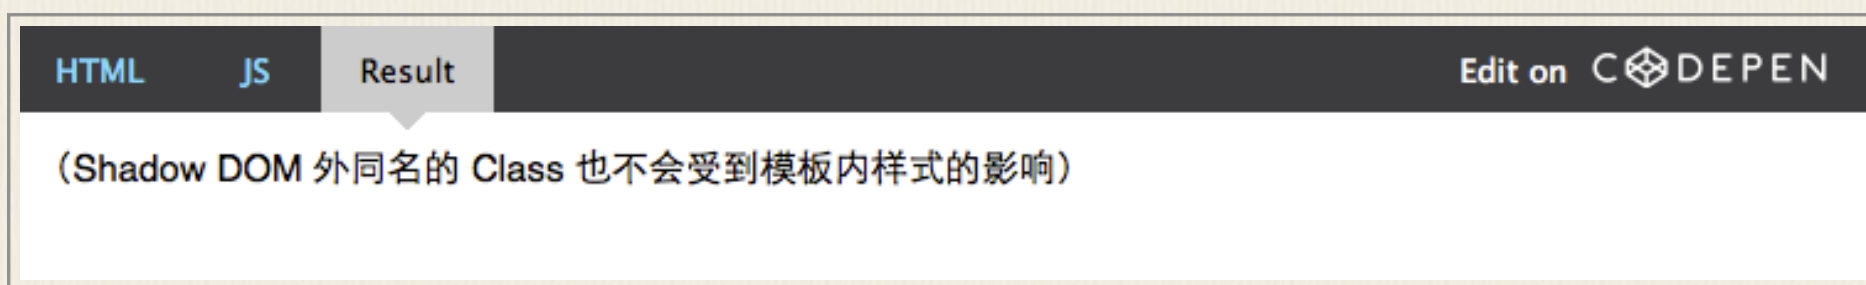 HTML JS Result Edit on CODEPEN
（Shadow DOM 外同名的 Class 也不会受到模板内样式的影响）